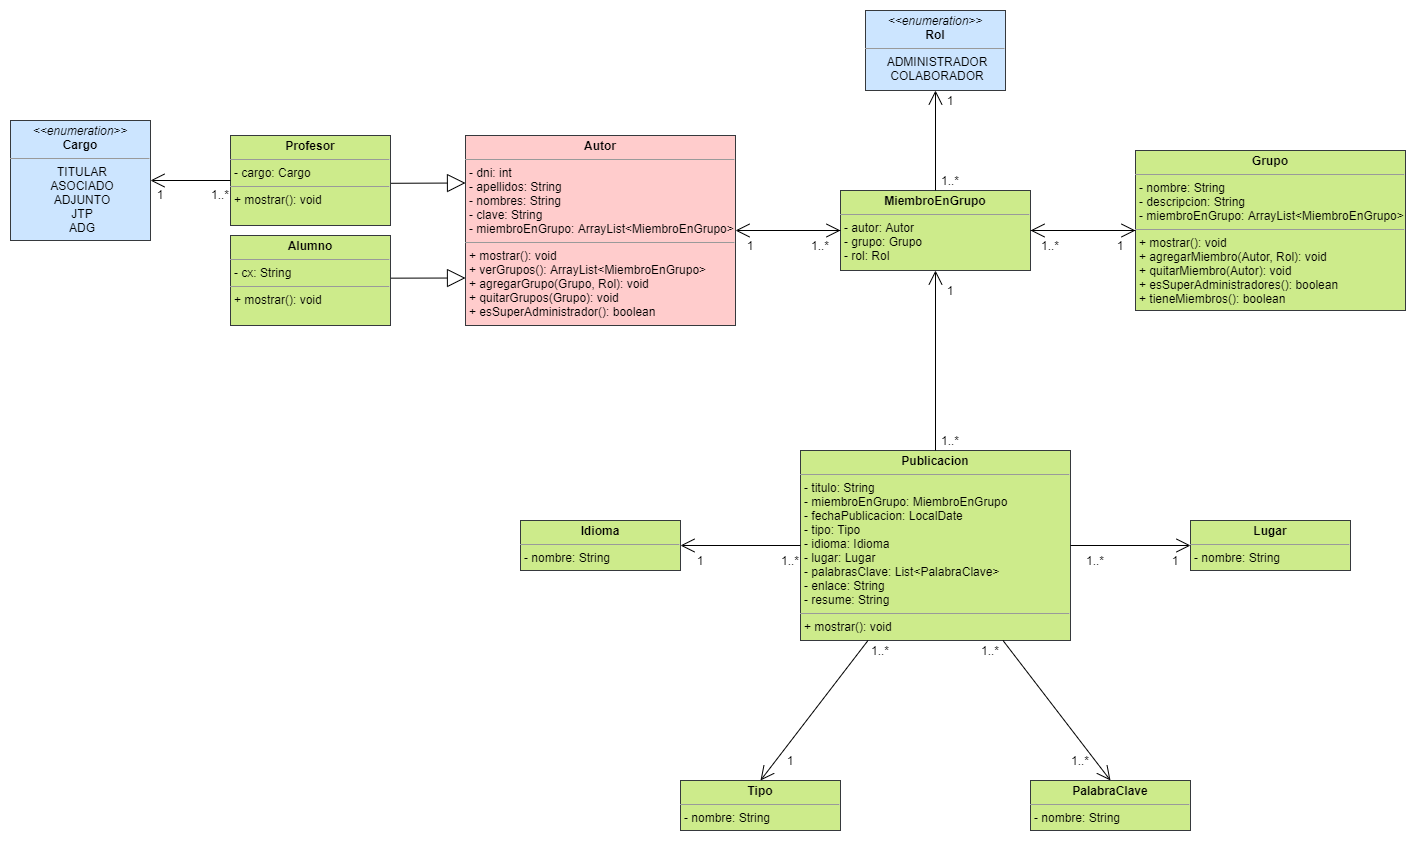 <<enumeration>>
Rol
ADMINISTRADOR
COLABORADOR
1
1..*
<<enumeration>>
Cargo
TITULAR
ASOCIADO
ADJUNTO
JTP
ADG
1
1..*
Profesor
- cargo: Cargo
+ mostrar(): void
Alumno
- cx: String
+ mostrar(): void
Autor
- dni: int
- apellidos: String
- nombres: String
- clave: String
- miembroEnGrupo: ArrayList<MiembroEnGrupo>
+ mostrar(): void
+ verGrupos(): ArrayList<MiembroEnGrupo>
+ agregarGrupo(Grupo, Rol): void
+ quitarGrupos(Grupo): void
+ esSuperAdministrador(): boolean
1
1..*
MiembroEnGrupo
- autor: Autor
- grupo: Grupo
- rol: Rol
1..*
1
Grupo
- nombre: String
- descripcion: String
- miembroEnGrupo: ArrayList<MiembroEnGrupo>
+ mostrar(): void
+ agregarMiembro(Autor, Rol): void
+ quitarMiembro(Autor): void
+ esSuperAdministradores(): boolean
+ tieneMiembros(): boolean
1
1..*
Publicacion
- titulo: String
- miembroEnGrupo: MiembroEnGrupo
- fechaPublicacion: LocalDate
- tipo: Tipo
- idioma: Idioma
- lugar: Lugar
- palabrasClave: List<PalabraClave>
- enlace: String
- resume: String
+ mostrar(): void
Idioma
- nombre: String
1
1..*
1..*
1
Lugar
- nombre: String
1..*
1..*
1
1..*
Tipo
- nombre: String
PalabraClave
- nombre: String